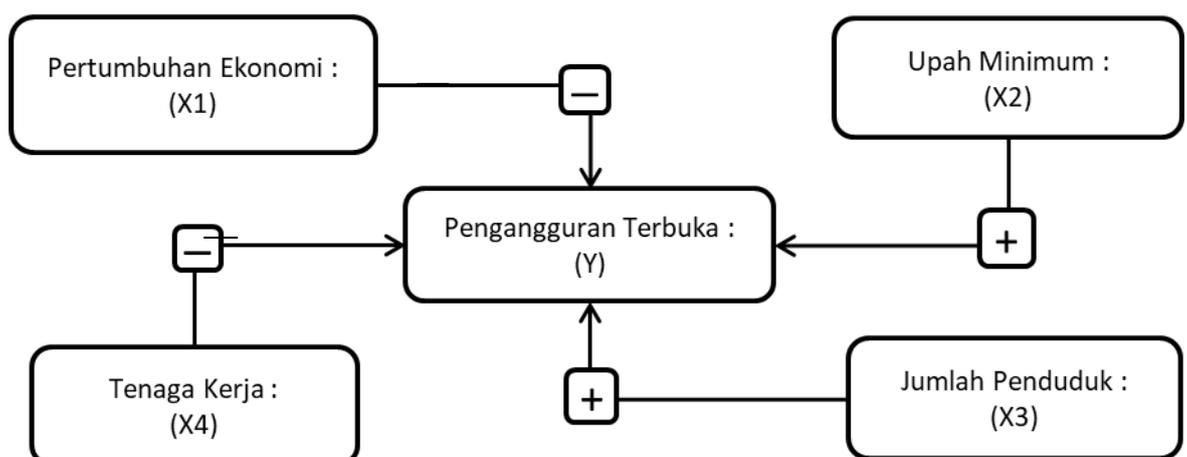 Pertumbuhan Ekonomi :
(X1)
Upah Minimum :
(X2)
—
Pengangguran Terbuka :
(Y)
—
+
Tenaga Kerja :
(X4)
+
Jumlah Penduduk :
(X3)